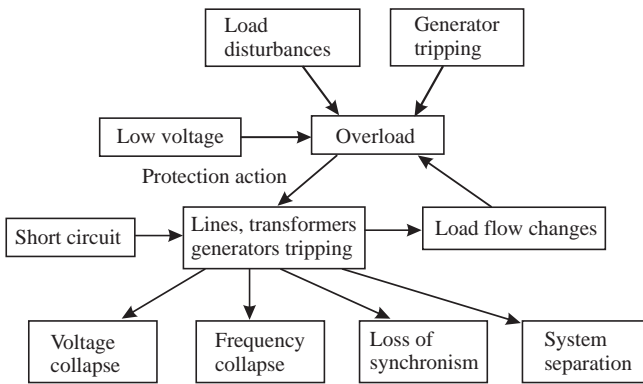 Load
disturbances
Generator
tripping
Low voltage
Overload
Protection action
Short circuit
Lines, transformers
generators tripping
Load flow changes
Voltage
collapse
Frequency
collapse
Loss of
synchronism
System
separation